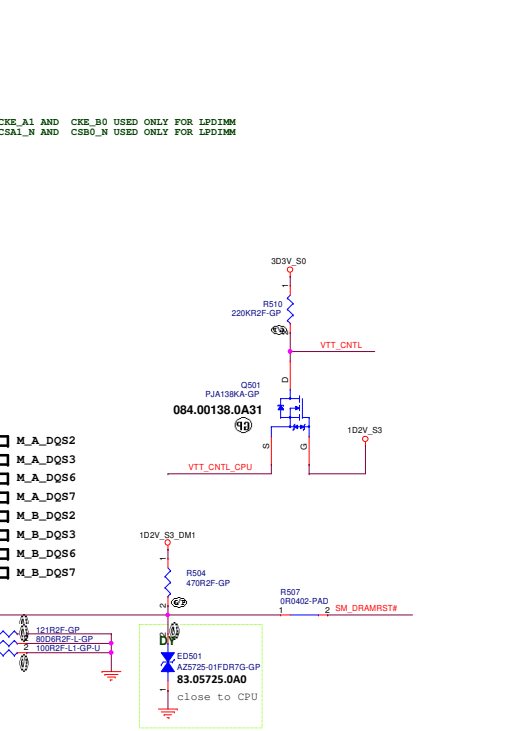 CKE_A1 AND CKE_B0 USED ONLY FOR LPDIMM
CSA1_N AND CSB0_N USED ONLY FOR LPDIMM
3D3V_S0
1
R510
220KR2F-GP
2
VTT_CNTL
D
Q501
PJA138KA-GP
084.00138.0A31
1D2V_S3
S
G
VTT_CNTL_CPU
M_A_DQS2
M_A_DQS3
M_A_DQS6
M_A_DQS7
M_B_DQS2
M_B_DQS3
M_B_DQS6
M_B_DQS7
1D2V_S3_DM1
1
R504
470R2F-GP
2
R507
0R0402-PAD
1 2 SM_DRAMRST#
121R2F-GP
2 80D6R2F-L-GP
2 100R2F-L1-GP-U
DY
ED501
AZ5725-01FDR7G-GP
83.05725.0A0
1
close to CPU